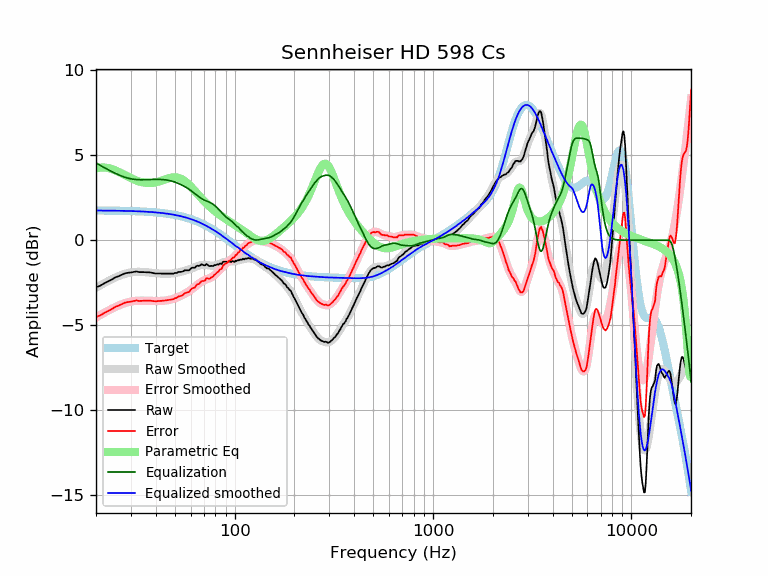 Sennheiser HD 598 Cs
Amplitude (dBr)
10
5
0
−5
−10
−15
Target
Raw Smoothed
Error Smoothed
Raw
Error
Parametric Eq
Equalization
Equalized smoothed
100 1000 10000
Frequency (Hz)